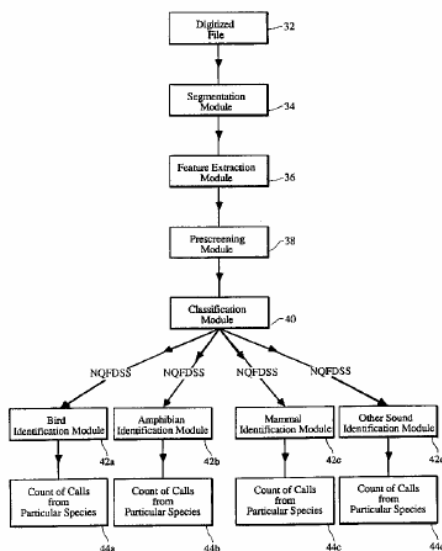 Digitized
File
32
Segmentation
Module
34
Feature Extraction
Module
36
Prescreening
Module
38
Classification
Module
40
NQFDSS NQFDSS NQFDSS NQFDSS
Bird
Identification Module
42a
Amphibian
Identification Module
42b
Mammal
Identification Module
42c
Other Sound
Identification Module
Count of Calls
from
Particular Species
44a
Count of Calls
from
Particular Species
44b
Count of Calls
from
Particular Species
44c
Count of Calls
from
Particular Species